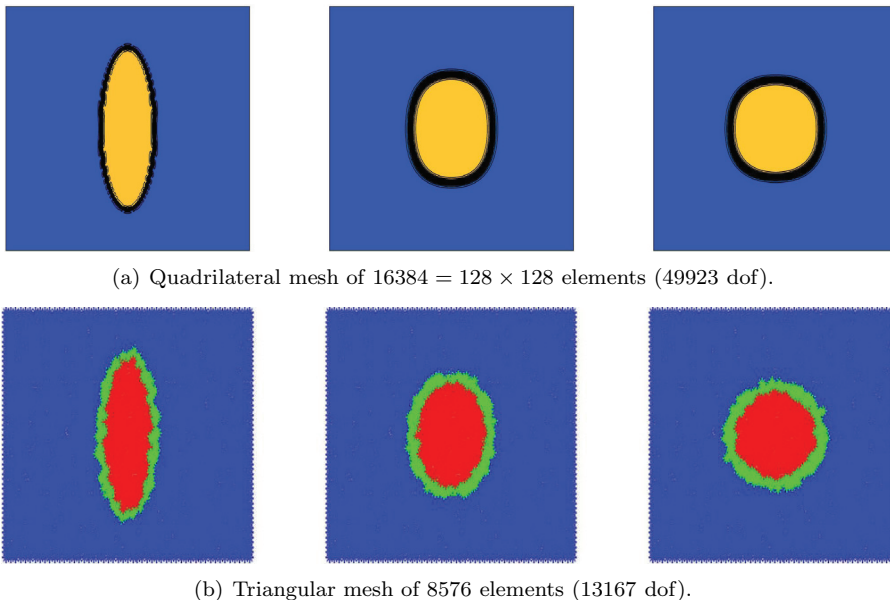 (a) Quadrilateral mesh of 16384 = 128 × 128 elements (49923 dof).
(b) Triangular mesh of 8576 elements (13167 dof).